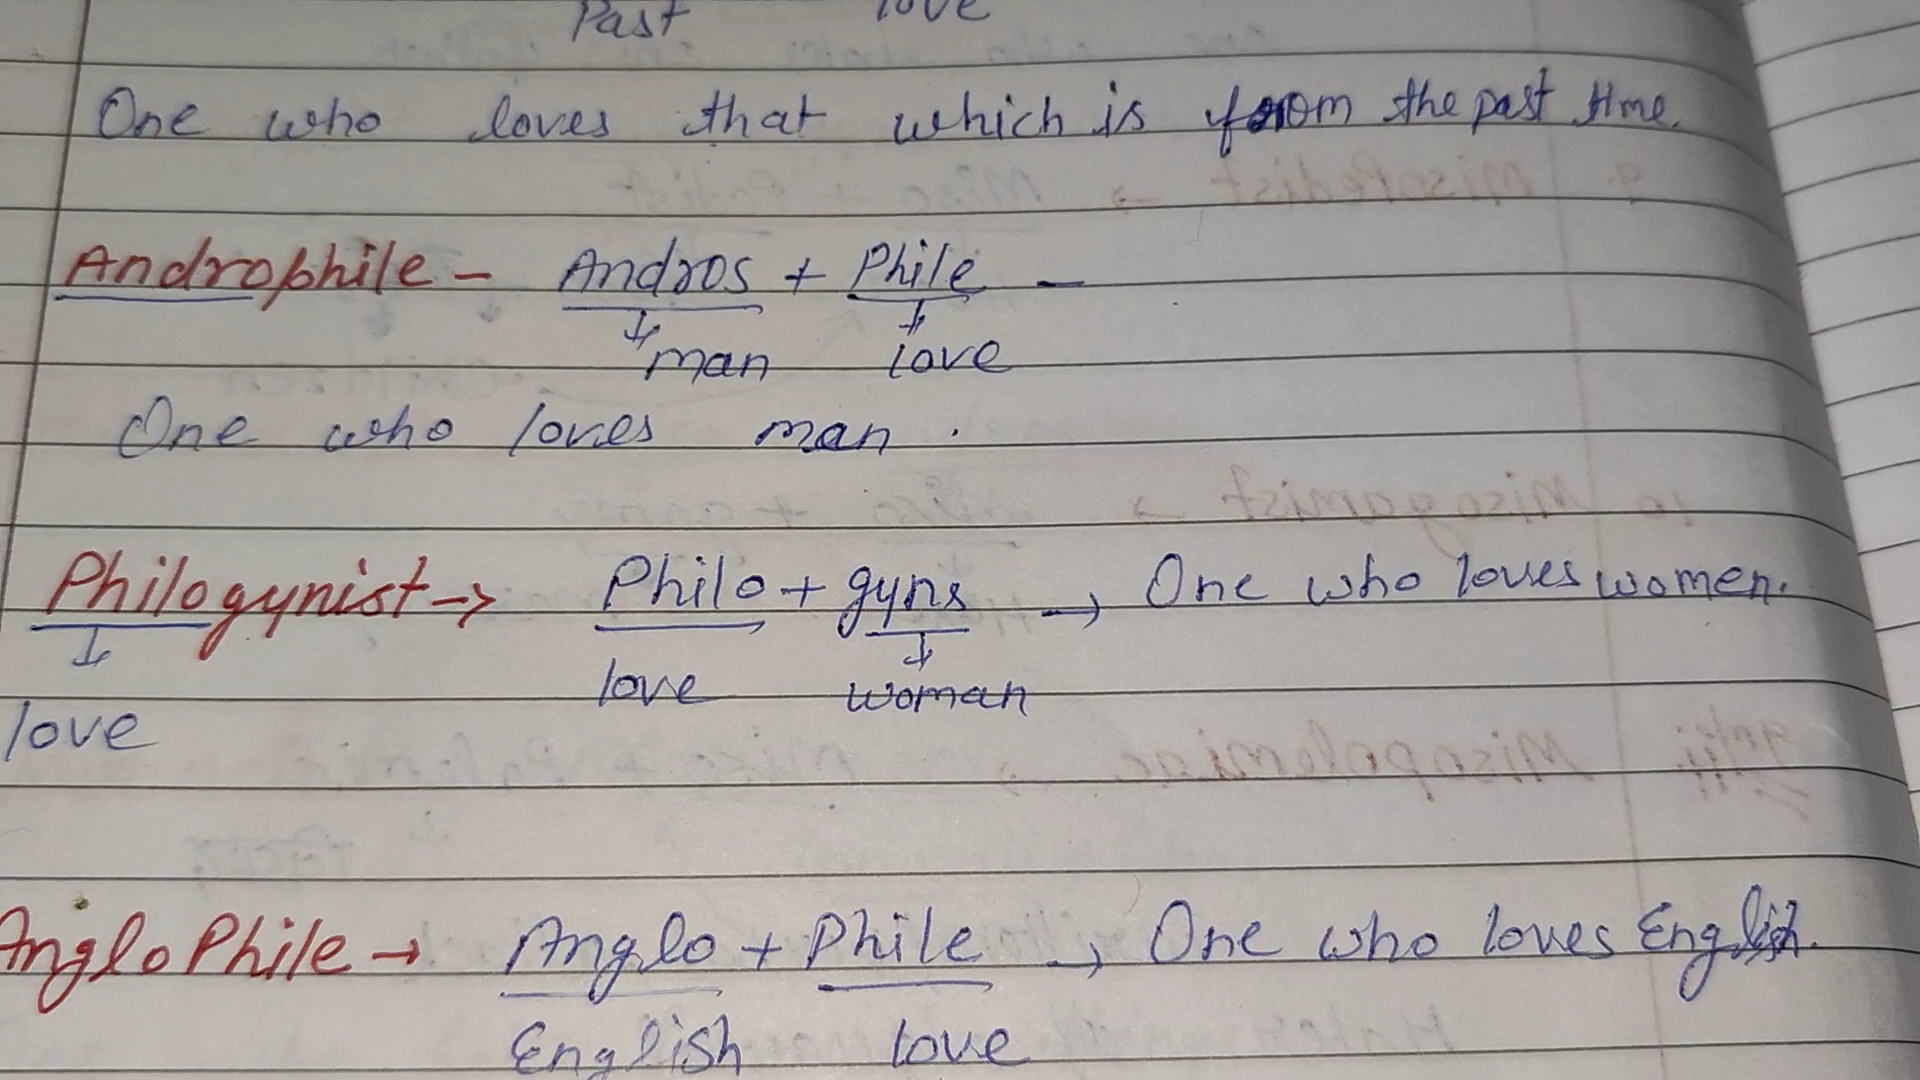 Past love
One who loves that which is from the past time.
Androphile - Andros + Phile -
man love
One who loves man.
Philogynist -> Philo + gyns -> One who loves women.
love woman
love
AngloPhile -> Anglo + Phile -> One who loves English.
English love